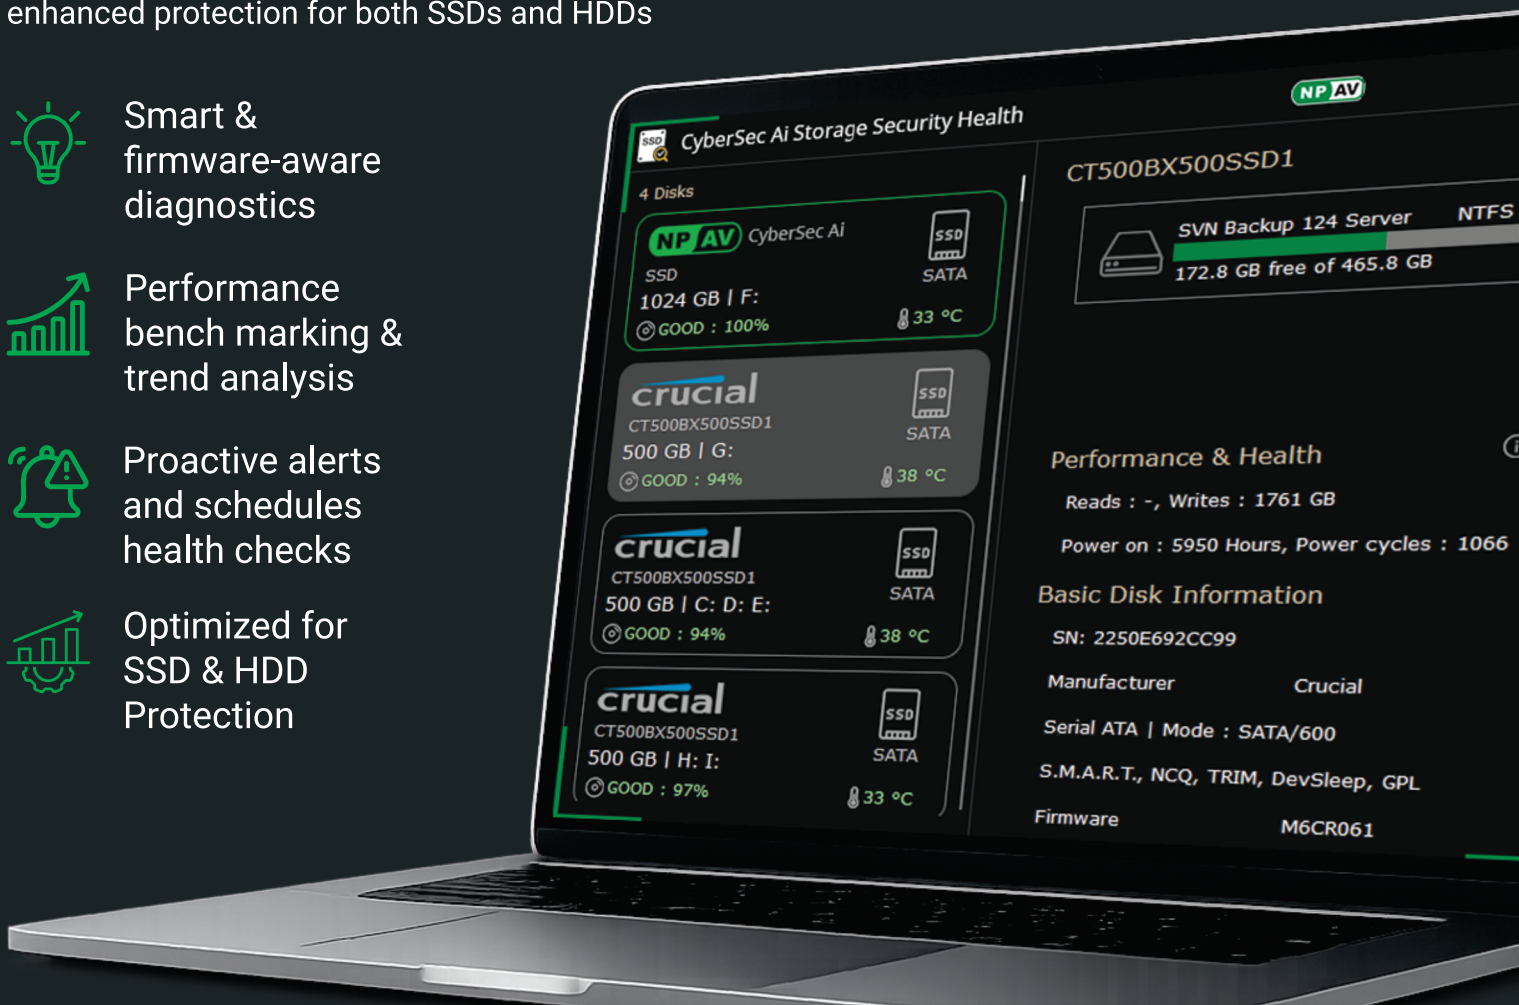 enhanced protection for both SSDs and HDDs
Smart &
firmware-aware
diagnostics
Performance
bench marking &
trend analysis
Proactive alerts
and schedules
health checks
Optimized for
SSD & HDD
Protection
SSD
CyberSec Ai Storage Security Health
NP AV
4 Disks
NP AV CyberSec Ai
SSD
SSD
SATA
1024 GB | F:
GOOD : 100%
33 °C
crucial
SSD
CT500BX500SSD1
SATA
500 GB | G:
GOOD : 94%
38 °C
crucial
SSD
CT500BX500SSD1
SATA
500 GB | C: D: E:
GOOD : 94%
38 °C
crucial
SSD
CT500BX500SSD1
SATA
500 GB | H: I:
GOOD : 97%
33 °C
CT500BX500SSD1
SVN Backup 124 Server NTFS
172.8 GB free of 465.8 GB
Performance & Health
Reads : -, Writes : 1761 GB
Power on : 5950 Hours, Power cycles : 1066
Basic Disk Information
SN: 2250E692CC99
Manufacturer Crucial
Serial ATA | Mode : SATA/600
S.M.A.R.T., NCQ, TRIM, DevSleep, GPL
Firmware M6CR061